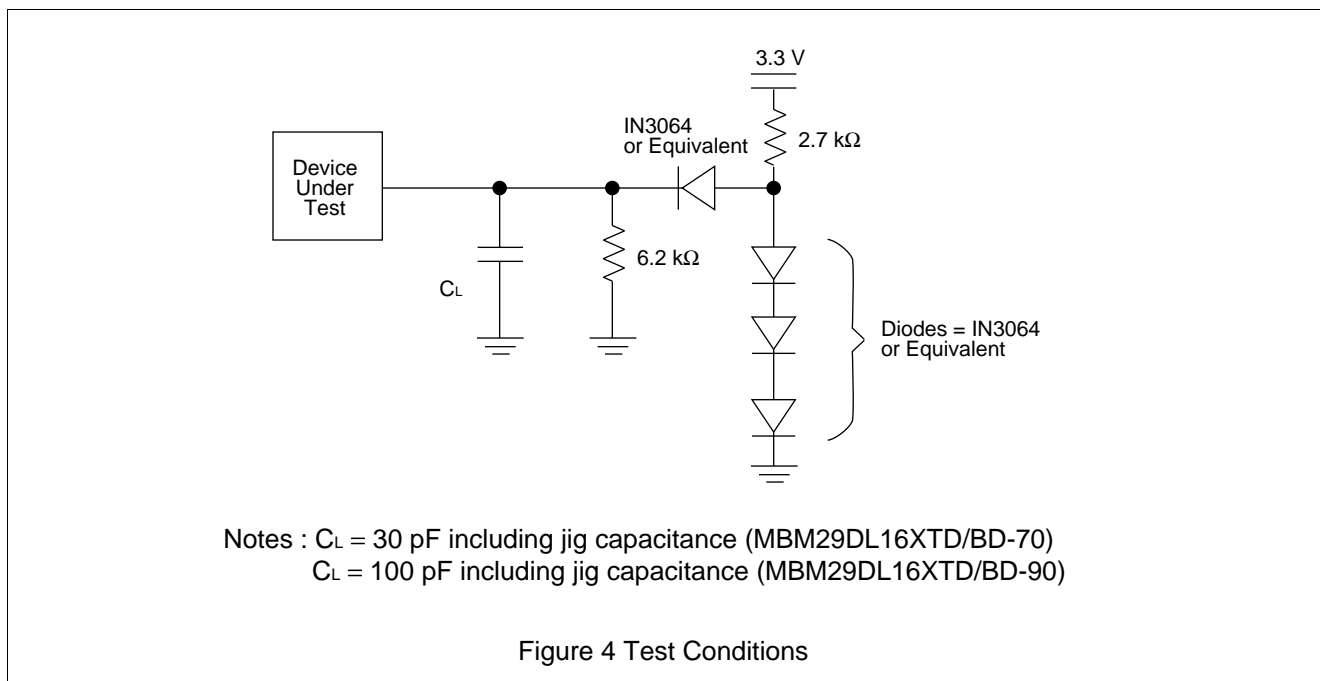 3.3 V
IN3064
or Equivalent
2.7 kΩ
Device
Under
Test
6.2 kΩ
CL
Diodes = IN3064
or Equivalent
Notes : CL = 30 pF including jig capacitance (MBM29DL16XTD/BD-70)
CL = 100 pF including jig capacitance (MBM29DL16XTD/BD-90)
Figure 4 Test Conditions